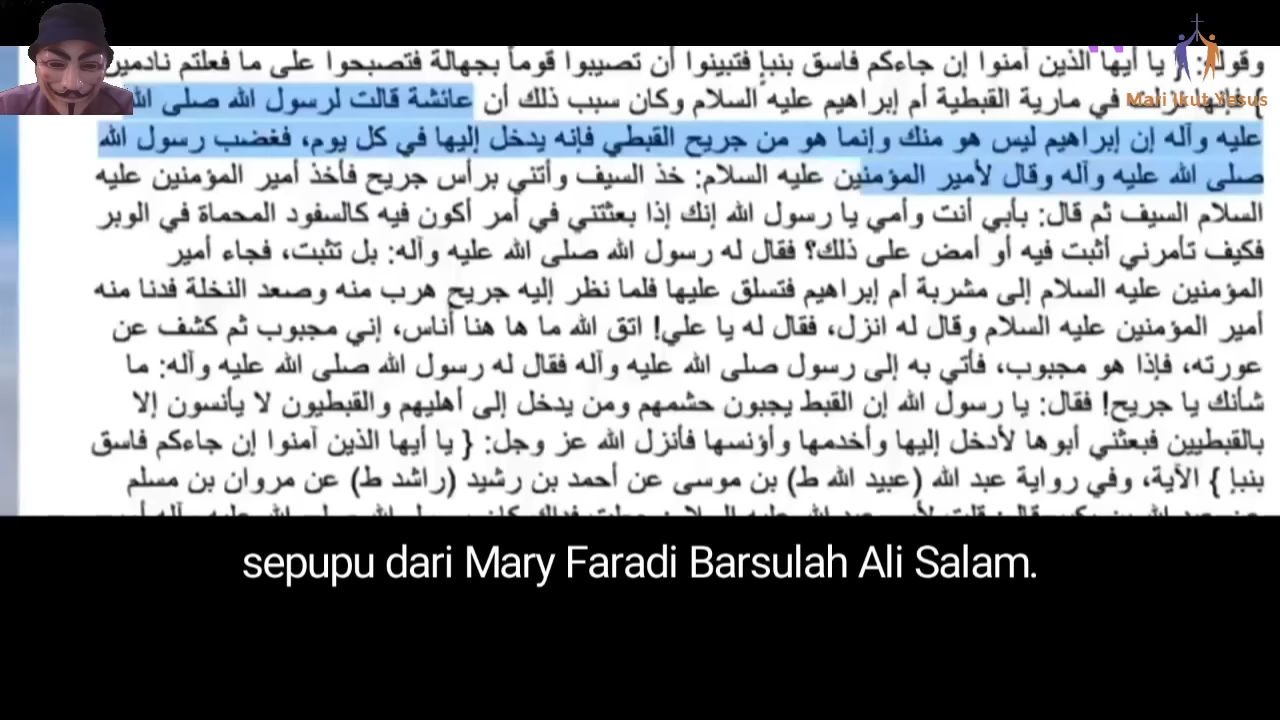 وقوله: { يا أيها الذين آمنوا إن جاءكم فاسق بنبإ فتبينوا أن تصيبوا قوماً بجهالة فتصبحوا على ما فعلتم نادمين
} في مارية القبطية أم إبراهيم عليه السلام وكان سبب ذلك أن عائشة قالت لرسول الله صلى الله
Mari Ikut Yesus
عليه وآله إن إبراهيم ليس هو منك وإنما هو من جريح القبطي فإنه يدخل إليها في كل يوم، فغضب رسول الله
صلى الله عليه وآله وقال لأمير المؤمنين عليه السلام: خذ السيف وأتني برأس جريح فأخذ أمير المؤمنين عليه
السلام السيف ثم قال: بأبي أنت وأمي يا رسول الله إنك إذا بعثتني في أمر أكون فيه كالسفود المحماة في الوبر
فكيف تأمرني أثبت فيه أو أمض على ذلك؟ فقال له رسول الله صلى الله عليه وآله: بل تثبت، فجاء أمير
المؤمنين عليه السلام إلى مشربة أم إبراهيم فتسلق عليها فلما نظر إليه جريح هرب منه وصعد النخلة فدنا منه
أمير المؤمنين عليه السلام وقال له انزل، فقال له يا علي! اتق الله ما ها هنا أناس، إني مجبوب ثم كشف عن
عورته، فإذا هو مجبوب، فأتي به إلى رسول صلى الله عليه وآله فقال له رسول الله صلى الله عليه وآله: ما
شأنك يا جريح! فقال: يا رسول الله إن القبط يجبون حشمهم ومن يدخل إلى أهليهم والقبطيون لا يأنسون إلا
بالقبطيين فبعثني أبوها لأدخل إليها وأخدمها وأؤنسها فأنزل الله عز وجل: { يا أيها الذين آمنوا إن جاءكم فاسق
بنبإ } الآية، وفي رواية عبد الله (عبيد الله ط) بن موسى عن أحمد بن رشيد (راشد ط) عن مروان بن مسلم
sepupu dari Mary Faradi Barsulah Ali Salam.